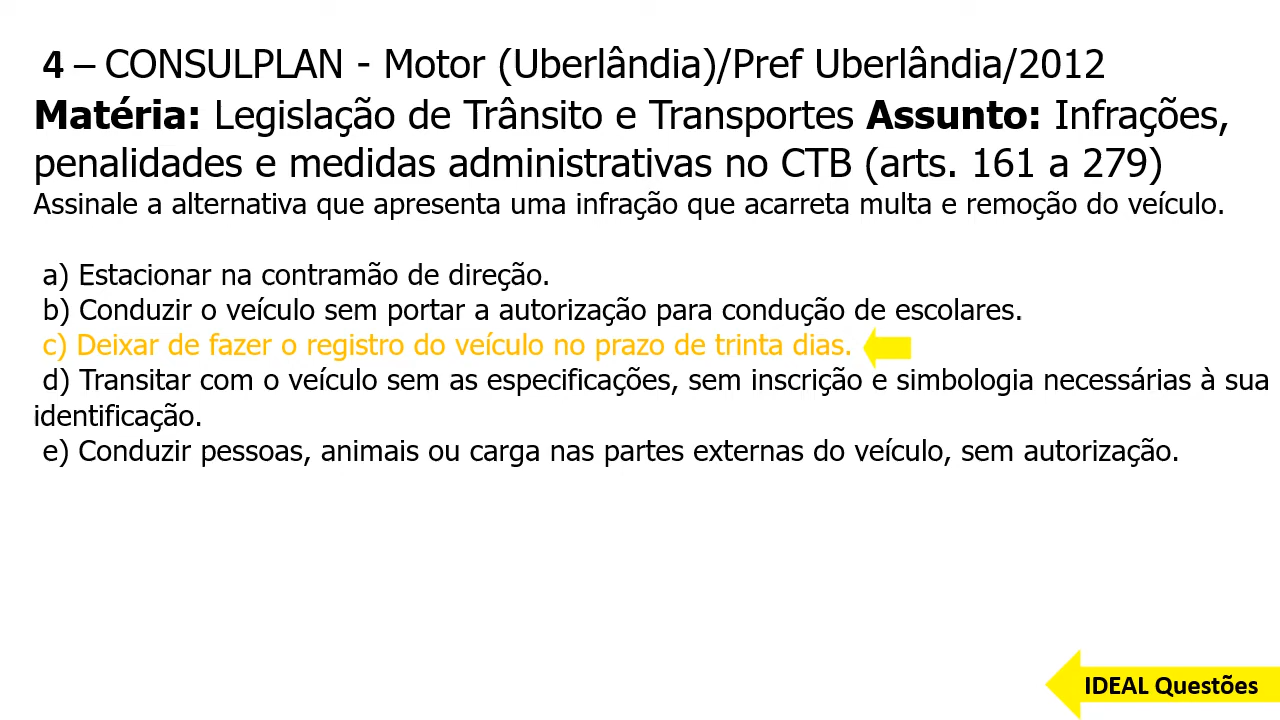 4 – CONSULPLAN - Motor (Uberlândia)/Pref Uberlândia/2012
Matéria: Legislação de Trânsito e Transportes Assunto: Infrações,
penalidades e medidas administrativas no CTB (arts. 161 a 279)
Assinale a alternativa que apresenta uma infração que acarreta multa e remoção do veículo.
a) Estacionar na contramão de direção.
b) Conduzir o veículo sem portar a autorização para condução de escolares.
c) Deixar de fazer o registro do veículo no prazo de trinta dias.
d) Transitar com o veículo sem as especificações, sem inscrição e simbologia necessárias à sua
identificação.
e) Conduzir pessoas, animais ou carga nas partes externas do veículo, sem autorização.
IDEAL Questões